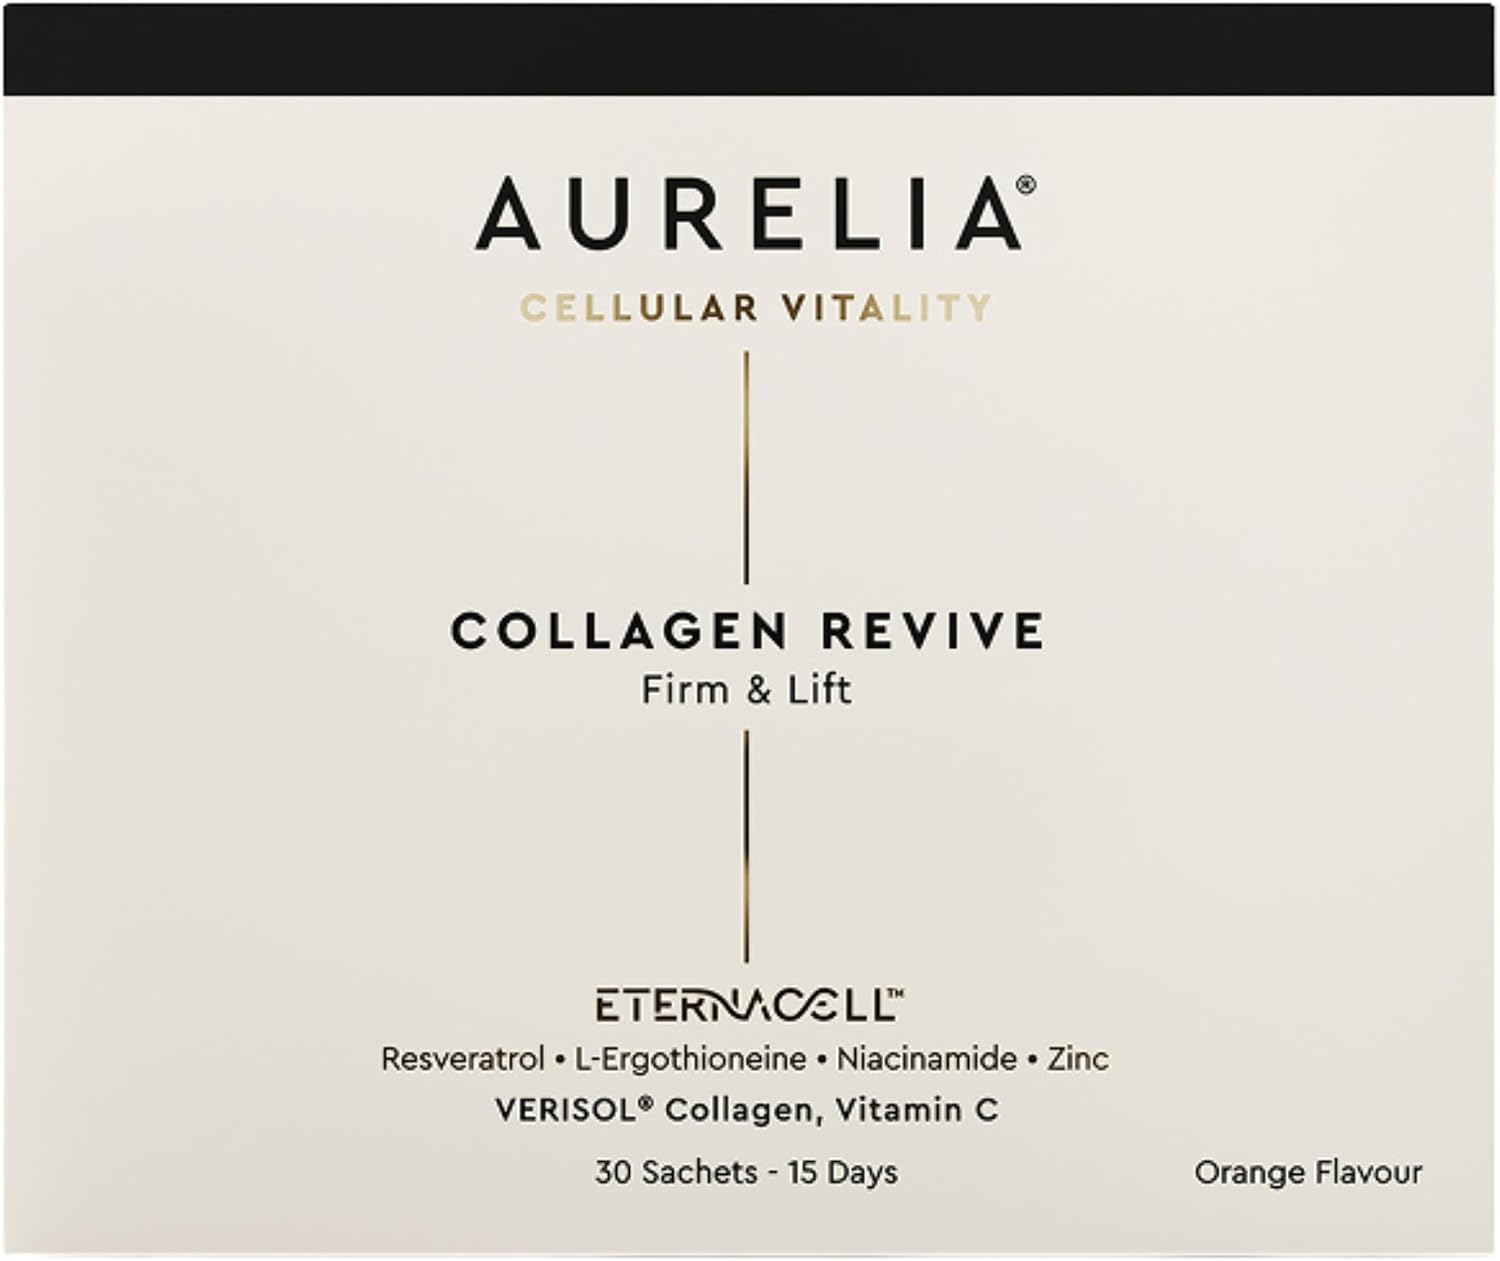 AURELIA®
CELLULAR VITALITY
COLLAGEN REVIVE
Firm & Lift
ETERNACELL™
Resveratrol • L-Ergothioneine • Niacinamide • Zinc
VERISOL® Collagen, Vitamin C
30 Sachets - 15 Days
Orange Flavour